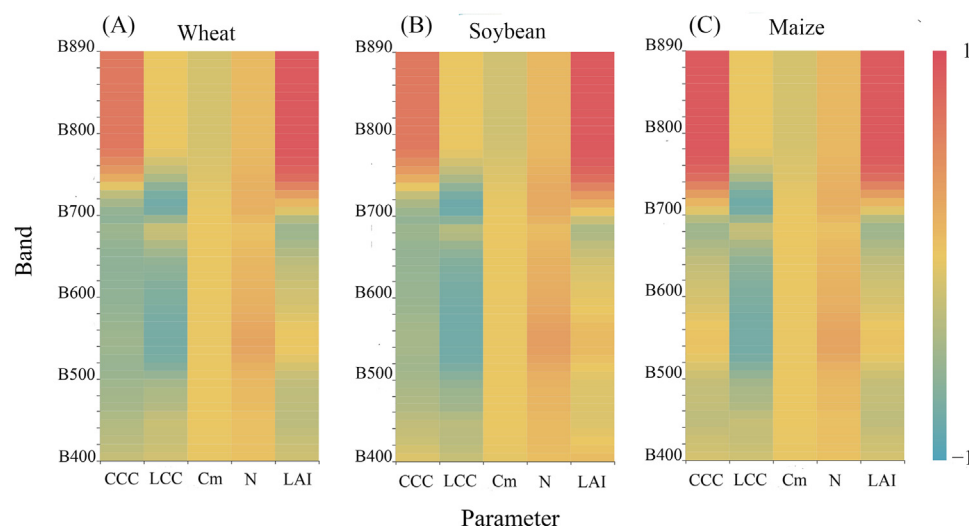 (A) Wheat
(B) Soybean
(C) Maize
B890
B800
B700
B600
B500
B400
B890
B800
B700
B600
B500
B400
B890
B800
B700
B600
B500
B400
1
−1
Band
CCC LCC Cm N LAI
CCC LCC Cm N LAI
CCC LCC Cm N LAI
Parameter